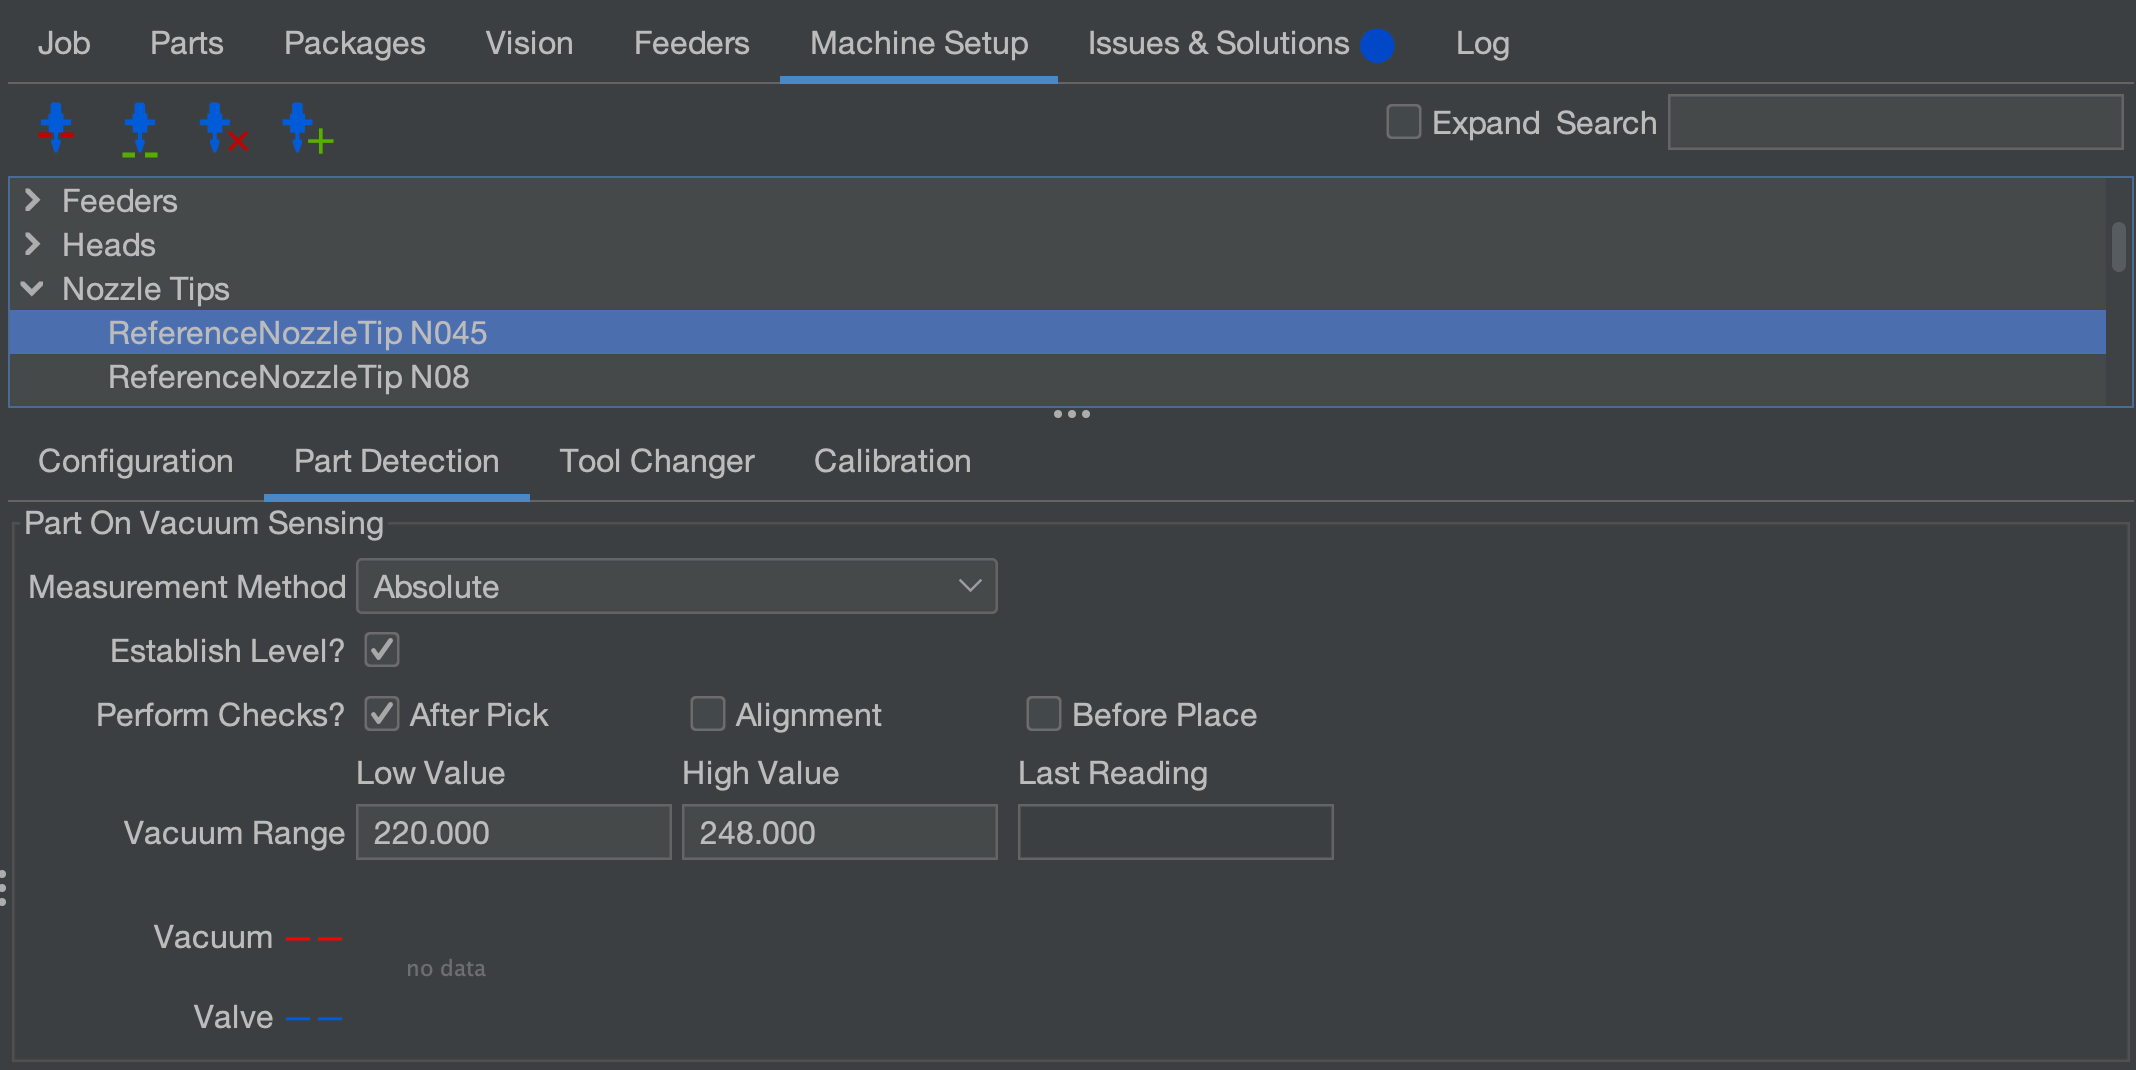 Job Parts Packages Vision Feeders Machine Setup Issues & Solutions Log
Expand Search
Feeders
Heads
Nozzle Tips
ReferenceNozzleTip N045
ReferenceNozzleTip N08
Configuration Part Detection Tool Changer Calibration
Part On Vacuum Sensing
Measurement Method Absolute
Establish Level?
Perform Checks? After Pick Alignment Before Place
Low Value High Value Last Reading
Vacuum Range 220.000 248.000
Vacuum
no data
Valve